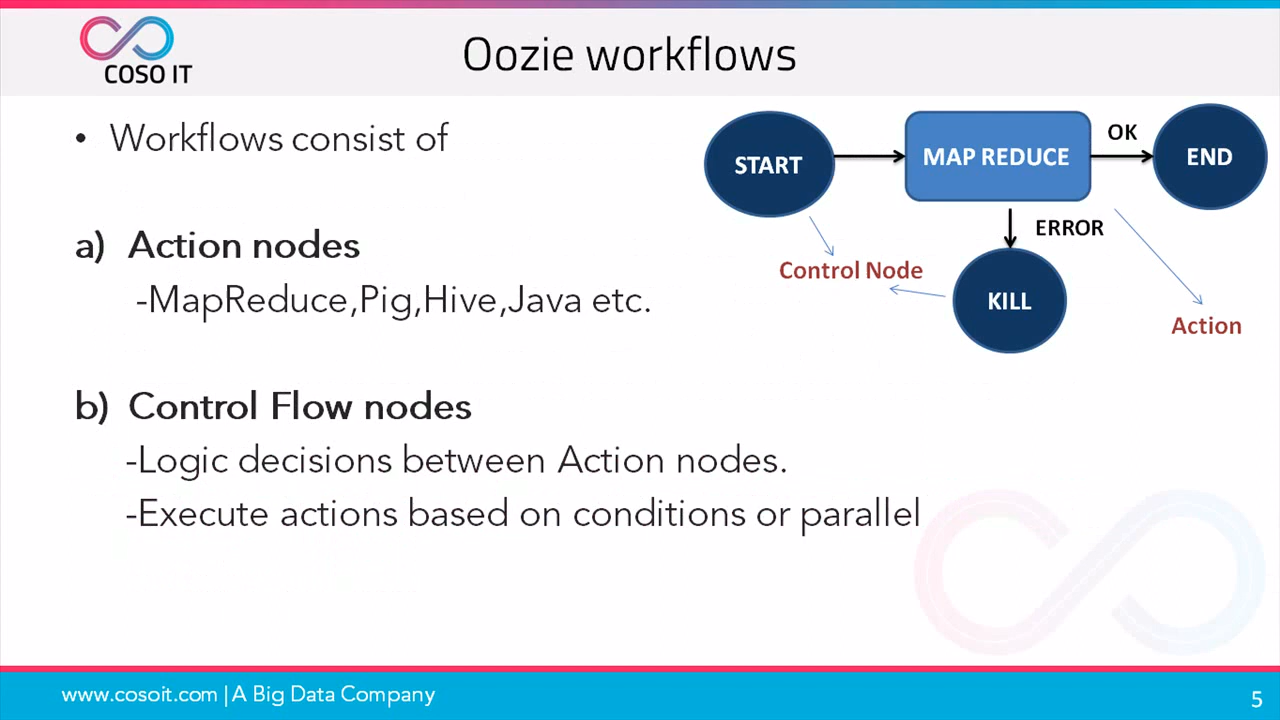 COSO IT
Oozie workflows
• Workflows consist of
a) Action nodes
-MapReduce,Pig,Hive,Java etc.
b) Control Flow nodes
-Logic decisions between Action nodes.
-Execute actions based on conditions or parallel
START
MAP REDUCE
OK
END
ERROR
Control Node
KILL
Action
www.cosoit.com | A Big Data Company
5